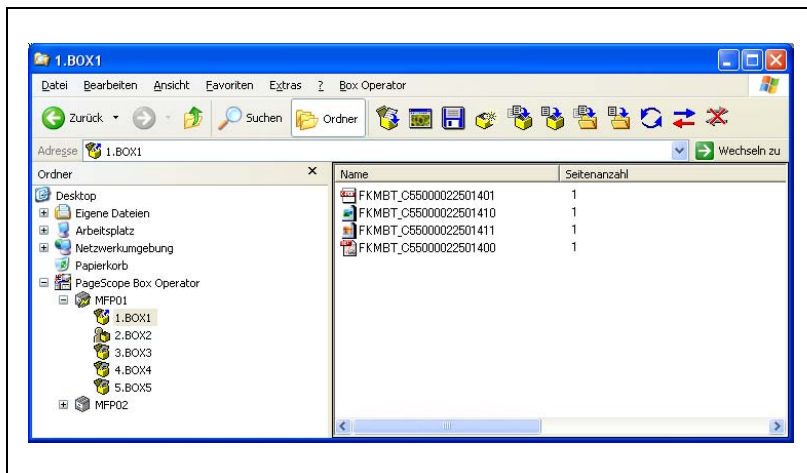 1.BOX1
Datei Bearbeiten Ansicht Favoriten Extras ? Box Operator
Zurück Suchen Ordner
Adresse 1.BOX1 Wechseln zu
Ordner x
Desktop
Eigene Dateien
Arbeitsplatz
Netzwerkumgebung
Papierkorb
PageScope Box Operator
MFP01
1.BOX1
2.BOX2
3.BOX3
4.BOX4
5.BOX5
MFP02
Name Seitenanzahl
FKMBT_C55000022501401 1
FKMBT_C55000022501410 1
FKMBT_C55000022501411 1
FKMBT_C55000022501400 1